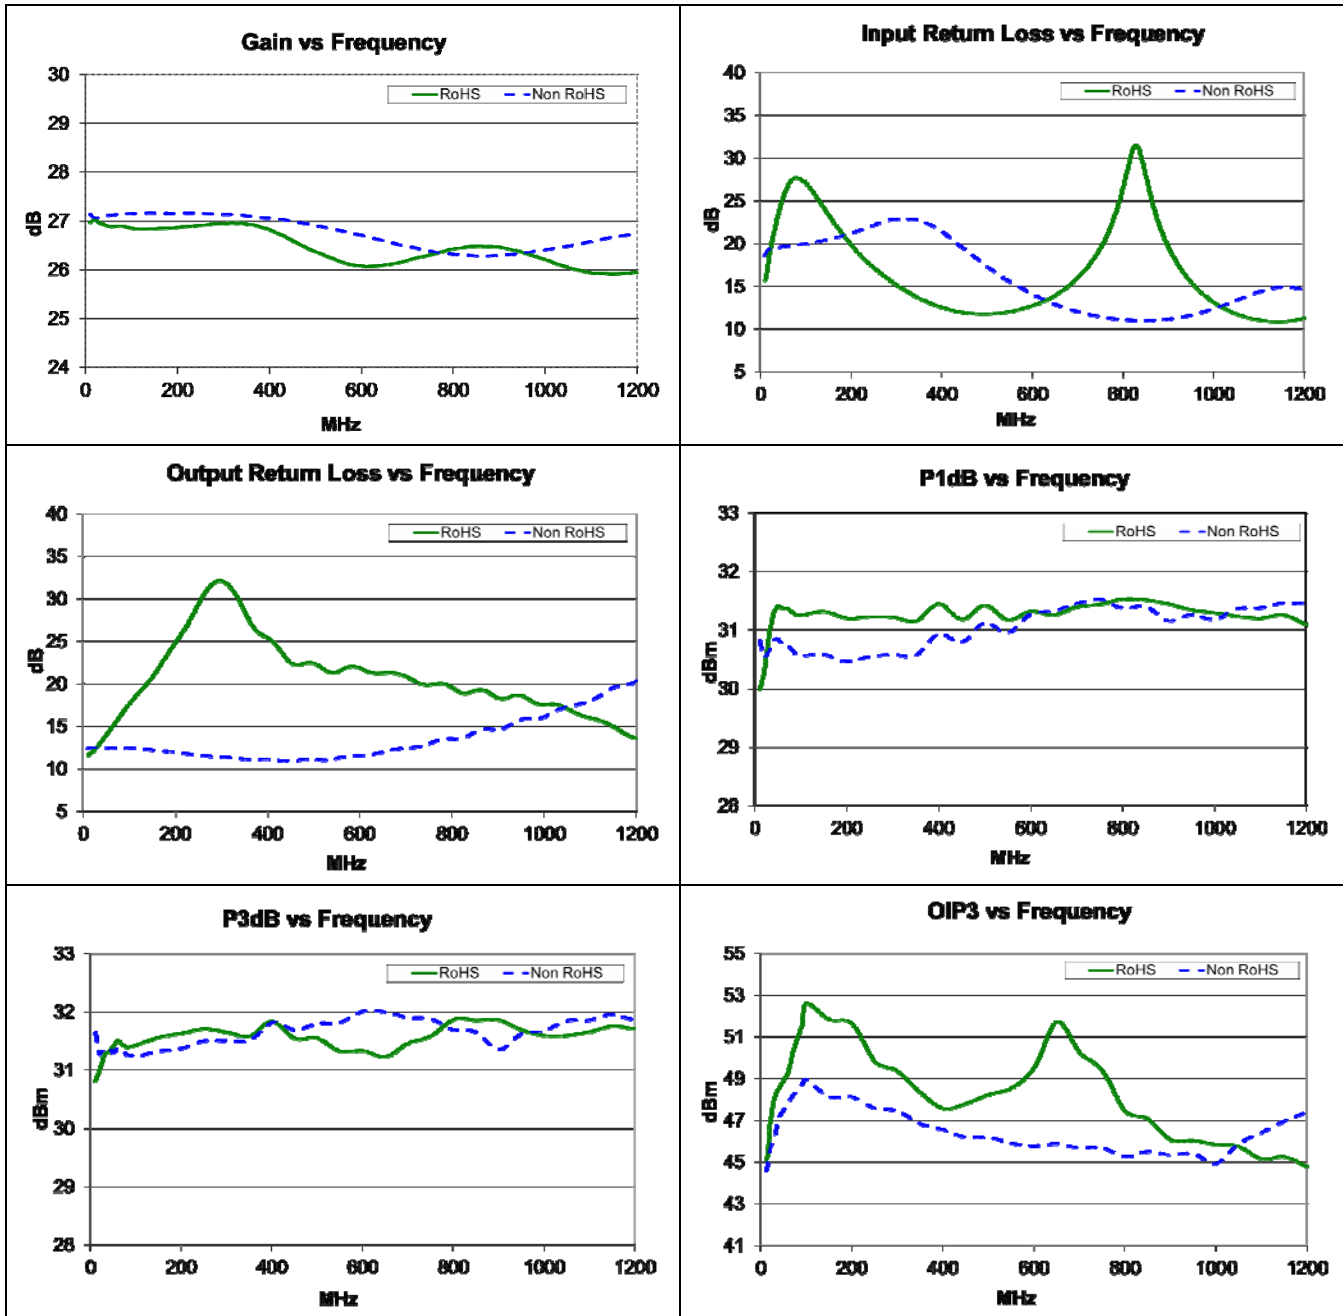 Gain vs Frequency
RoHS Non RoHS
30
29
28
27
26
25
24
dB
0 200 400 600 800 1000 1200
MHz
Input Return Loss vs Frequency
RoHS Non RoHS
40
35
30
25
20
15
10
5
dB
0 200 400 600 800 1000 1200
MHz
Output Return Loss vs Frequency
RoHS Non RoHS
40
35
30
25
20
15
10
5
dB
0 200 400 600 800 1000 1200
MHz
P1dB vs Frequency
RoHS Non RoHS
33
32
31
30
29
28
dBm
0 200 400 600 800 1000 1200
MHz
P3dB vs Frequency
RoHS Non RoHS
33
32
31
30
29
28
dBm
0 200 400 600 800 1000 1200
MHz
OIP3 vs Frequency
RoHS Non RoHS
55
53
51
49
47
45
43
41
dBm
0 200 400 600 800 1000 1200
MHz